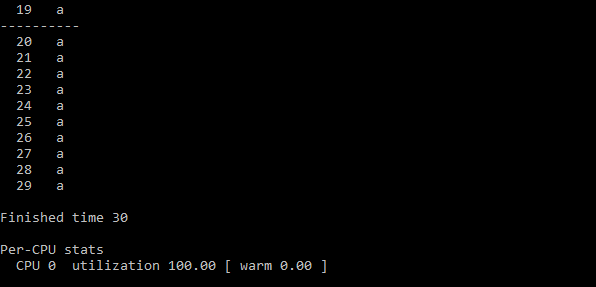 19   a
----------
20   a
21   a
22   a
23   a
24   a
25   a
26   a
27   a
28   a
29   a
Finished time 30
Per-CPU stats
CPU 0  utilization 100.00 [ warm 0.00 ]